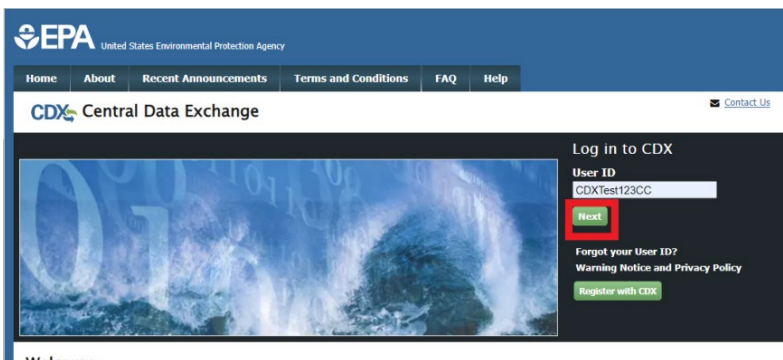 EPA United States Environmental Protection Agency
Home About Recent Announcements Terms and Conditions FAQ Help
CDX Central Data Exchange
Contact Us
Log in to CDX
User ID
CDXTest123CC
Next
Forgot your User ID?
Warning Notice and Privacy Policy
Register with CDX